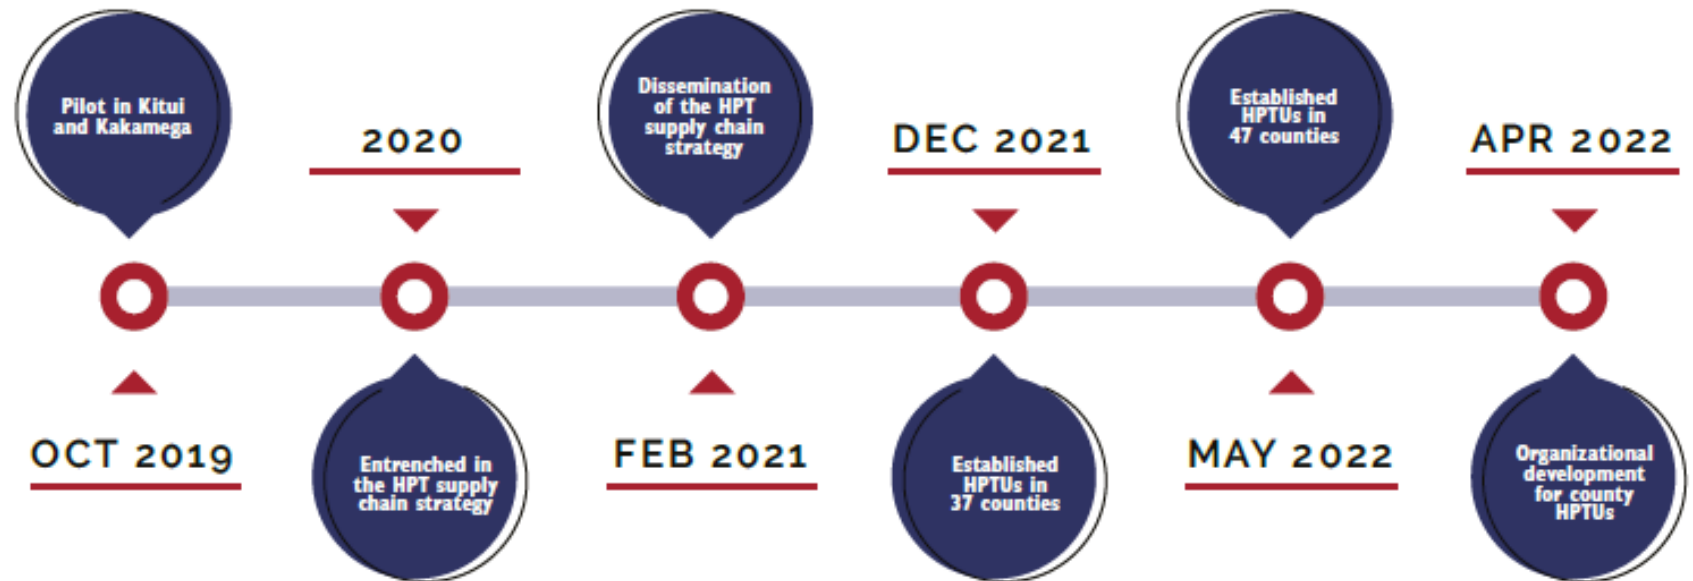 Pilot in Kitui
and Kakamega
OCT 2019
2020
Entrenched in
the HPT supply
chain strategy
Dissemination
of the HPT
supply chain
strategy
FEB 2021
DEC 2021
Established
HPTUs in
37 counties
Established
HPTUs in
47 counties
MAY 2022
APR 2022
Organizational
development
for county
HPTUs